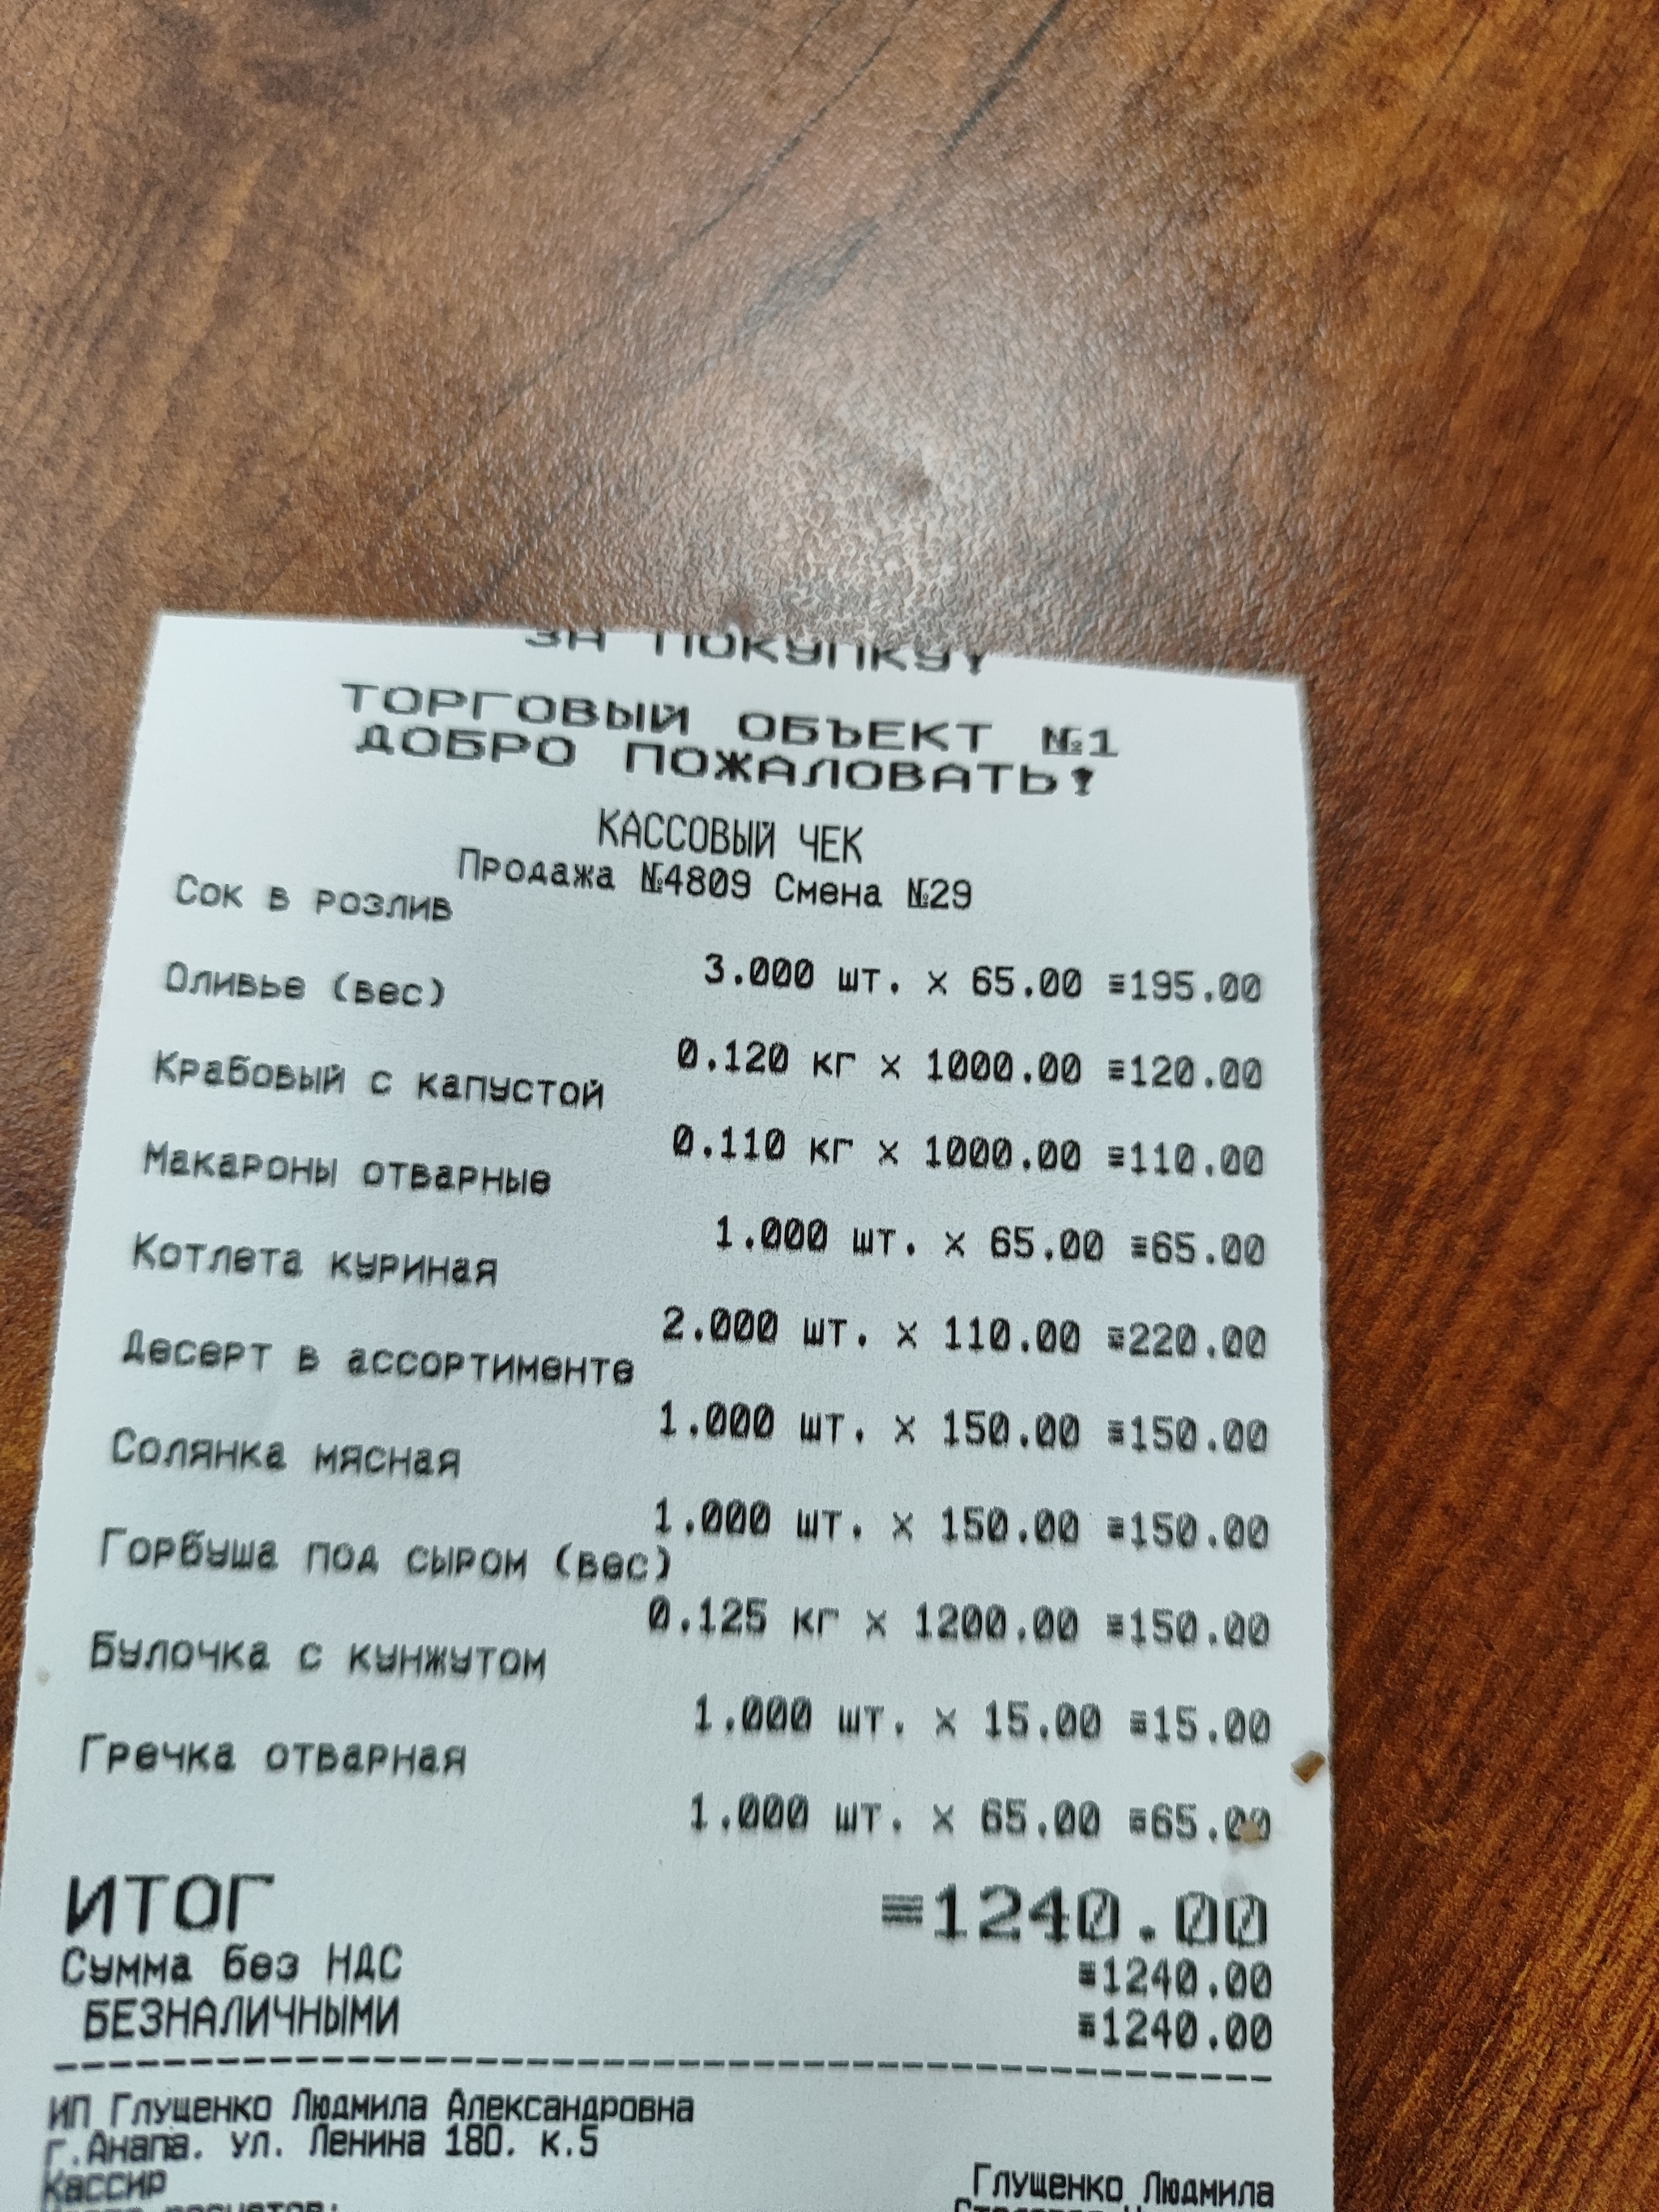 ЗА ПОКУПКУ!
ТОРГОВЫЙ ОБЪЕКТ №1
ДОБРО ПОЖАЛОВАТЬ!
КАССОВЫЙ ЧЕК
Продажа №4809 Смена №29
Сок в розлив
3.000 шт. x 65.00 ≡195.00
Оливье (вес)
0.120 кг x 1000.00 ≡120.00
Крабовый с капустой
0.110 кг x 1000.00 ≡110.00
Макароны отварные
1.000 шт. x 65.00 ≡65.00
Котлета куриная
2.000 шт. x 110.00 ≡220.00
Десерт в ассортименте
1.000 шт. x 150.00 ≡150.00
Солянка мясная
1.000 шт. x 150.00 ≡150.00
Горбуша под сыром (вес)
0.125 кг x 1200.00 ≡150.00
Булочка с кунжутом
1.000 шт. x 15.00 ≡15.00
Гречка отварная
1.000 шт. x 65.00 ≡65.00
ИТОГ ≡1240.00
Сумма без НДС ≡1240.00
БЕЗНАЛИЧНЫМИ ≡1240.00
ИП Глущенко Людмила Александровна
г.Анапа. ул. Ленина 180. к.5
Кассир Глущенко Людмила
расчетов: